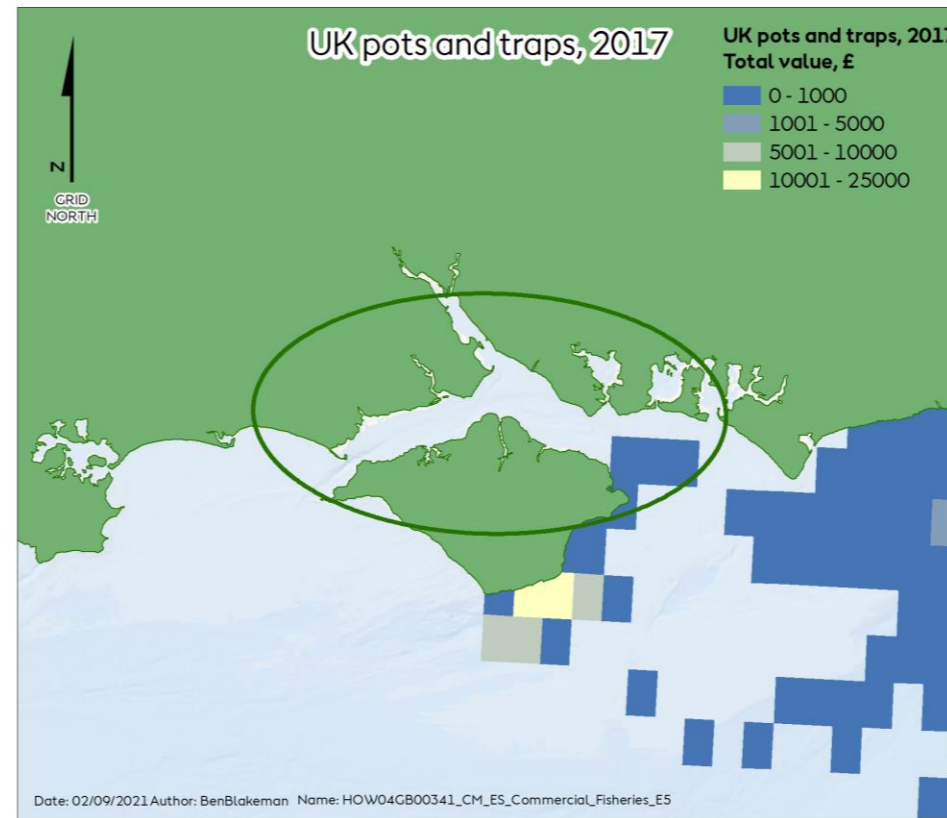 UK pots and traps, 2017
UK pots and traps, 2017
Total value, £
0 - 1000
1001 - 5000
5001 - 10000
10001 - 25000
N
GRID
NORTH
Date: 02/09/2021 Author: BenBlakeman Name: HOW04GB00341_CM_ES_Commercial_Fisheries_E5